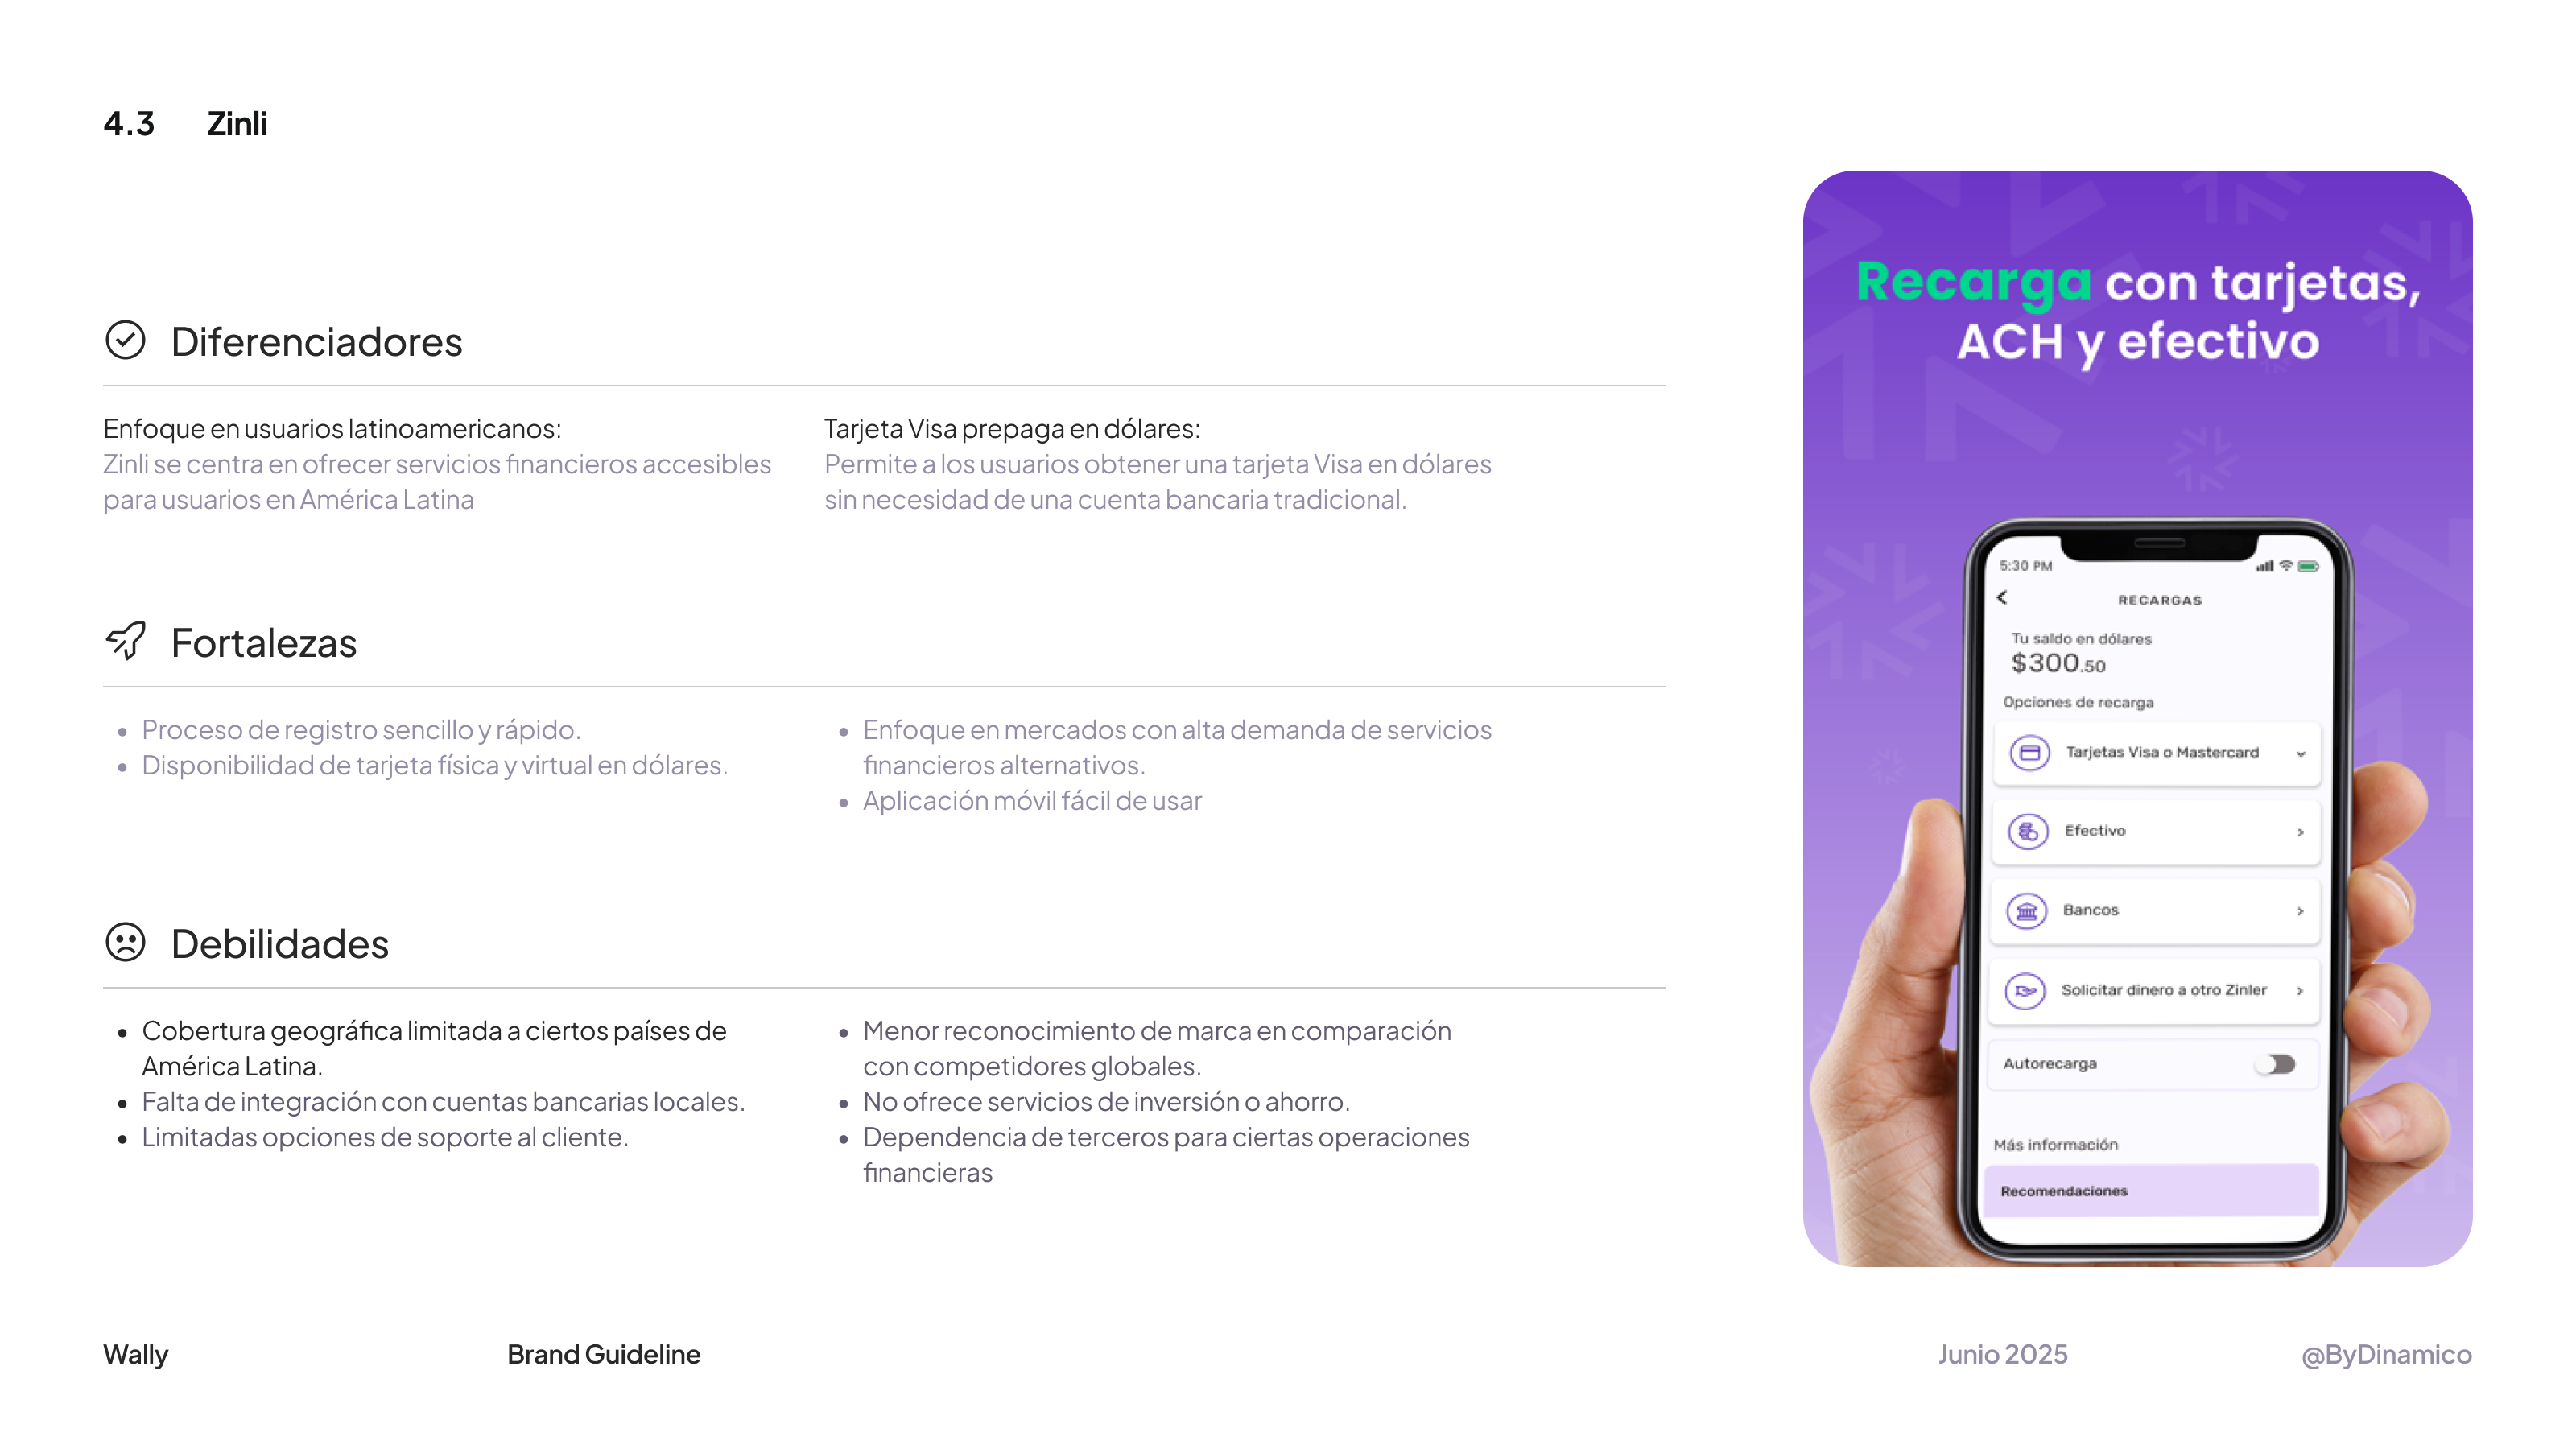 4.3 Zinli
Diferenciadores
Enfoque en usuarios latinoamericanos:
Zinli se centra en ofrecer servicios financieros accesibles
para usuarios en América Latina
Tarjeta Visa prepaga en dólares:
Permite a los usuarios obtener una tarjeta Visa en dólares
sin necesidad de una cuenta bancaria tradicional.
Fortalezas
• Proceso de registro sencillo y rápido.
• Disponibilidad de tarjeta física y virtual en dólares.
• Enfoque en mercados con alta demanda de servicios
financieros alternativos.
• Aplicación móvil fácil de usar
Debilidades
• Cobertura geográfica limitada a ciertos países de
América Latina.
• Falta de integración con cuentas bancarias locales.
• Limitadas opciones de soporte al cliente.
• Menor reconocimiento de marca en comparación
con competidores globales.
• No ofrece servicios de inversión o ahorro.
• Dependencia de terceros para ciertas operaciones
financieras
Recarga con tarjetas,
ACH y efectivo
5:30 PM
RECARGAS
Tu saldo en dólares
$300.50
Opciones de recarga
Tarjetas Visa o Mastercard
Efectivo
Bancos
Solicitar dinero a otro Zinler
Autorecarga
Más información
Recomendaciones
Wally
Brand Guideline
Junio 2025
@ByDinamico